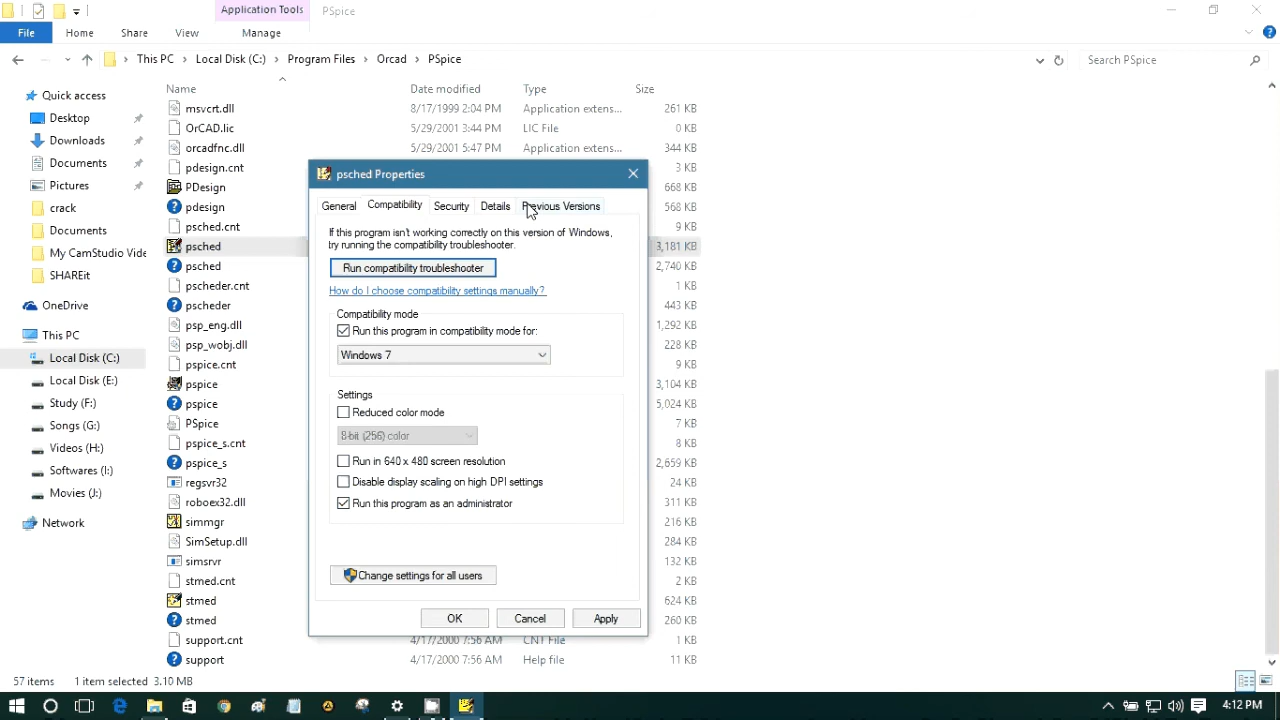 Application Tools PSpice
File Home Share View Manage
This PC Local Disk (C:) Program Files Orcad PSpice Search PSpice
Name Date modified Type Size
Quick access
Desktop
Downloads
Documents
Pictures
crack
Documents
My CamStudio Vide
SHAREit
OneDrive
This PC
Local Disk (C:)
Local Disk (E:)
Study (F:)
Songs (G:)
Videos (H:)
Softwares (I:)
Movies (J:)
Network
msvcrt.dll 8/17/1999 2:04 PM Application extens... 261 KB
OrCAD.lic 5/29/2001 3:44 PM LIC File 0 KB
orcadfnc.dll 5/29/2001 5:47 PM Application extens... 344 KB
pdesign.cnt 3 KB
PDesign 668 KB
pdesign 568 KB
psched.cnt 9 KB
psched 3,181 KB
psched 2,740 KB
pscheder.cnt 1 KB
pscheder 443 KB
psp_eng.dll 1,292 KB
psp_wobj.dll 228 KB
pspice.cnt 9 KB
pspice 3,104 KB
pspice 5,024 KB
PSpice 7 KB
pspice_s.cnt 8 KB
pspice_s 2,659 KB
regsvr32 24 KB
roboex32.dll 311 KB
simmgr 216 KB
SimSetup.dll 284 KB
simsrvr 132 KB
stmed.cnt 2 KB
stmed 624 KB
stmed 260 KB
support.cnt 4/17/2000 7:56 AM CNT File 1 KB
support 4/17/2000 7:56 AM Help file 11 KB
psched Properties
General Compatibility Security Details Previous Versions
If this program isn't working correctly on this version of Windows,
try running the compatibility troubleshooter.
Run compatibility troubleshooter
How do I choose compatibility settings manually?
Compatibility mode
Run this program in compatibility mode for:
Windows 7
Settings
Reduced color mode
8-bit (256) color
Run in 640 x 480 screen resolution
Disable display scaling on high DPI settings
Run this program as an administrator
Change settings for all users
OK Cancel Apply
57 items 1 item selected 3.10 MB
4:12 PM